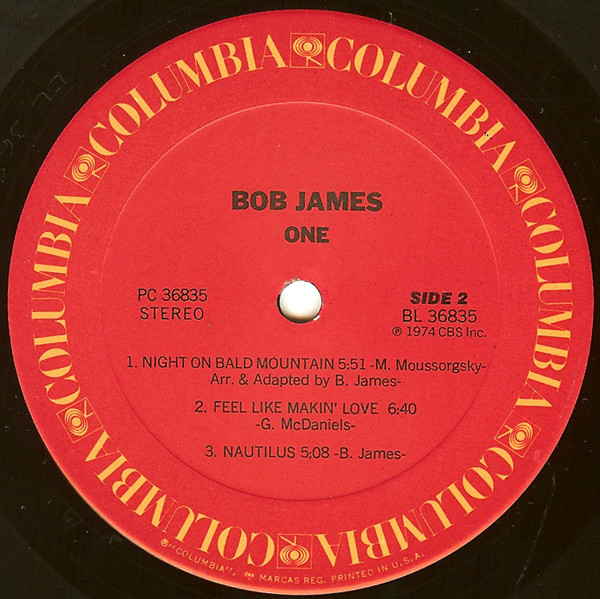 COLUMBIA COLUMBIA COLUMBIA COLUMBIA COLUMBIA COLUMBIA COLUMBIA
BOB JAMES
ONE
PC 36835
STEREO
SIDE 2
BL 36835
℗ 1974 CBS Inc.
1. NIGHT ON BALD MOUNTAIN 5:51 -M. Moussorgsky-
Arr. & Adapted by B. James-
2. FEEL LIKE MAKIN' LOVE 6:40
-G. McDaniels-
3. NAUTILUS 5:08 -B. James-
®"COLUMBIA", MARCAS REG. PRINTED IN U.S.A.